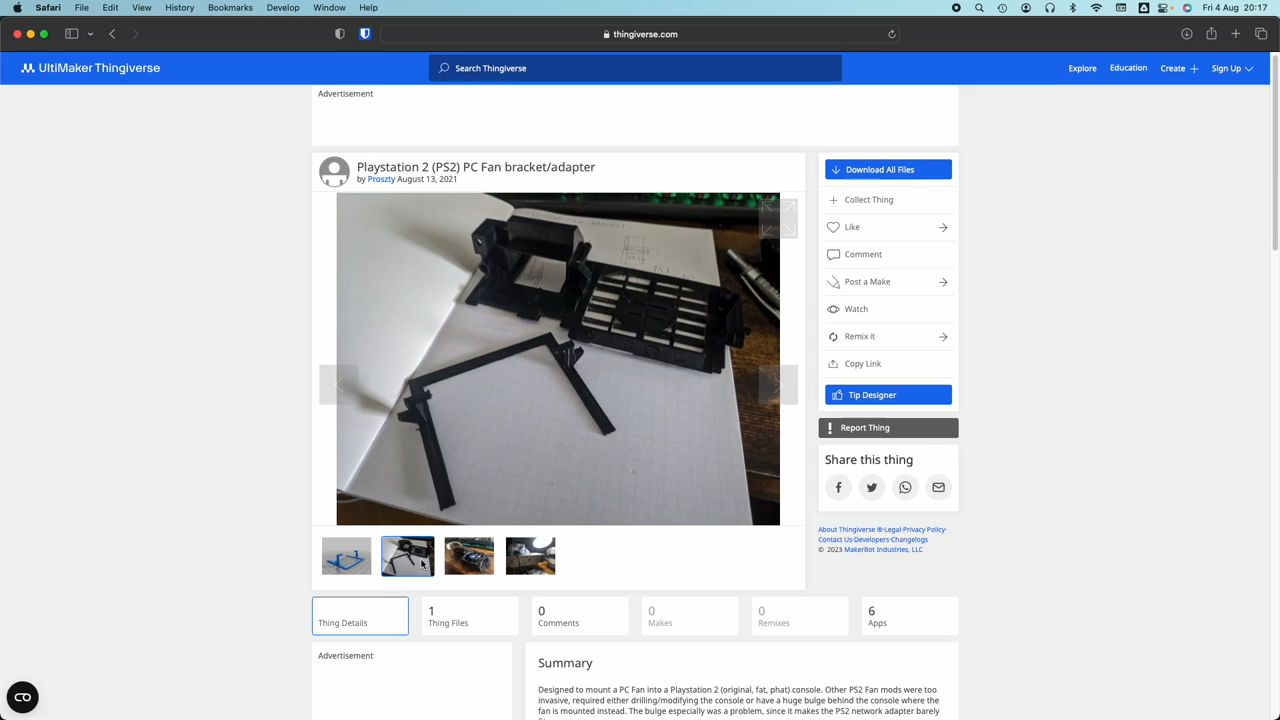 Safari File Edit View History Bookmarks Develop Window Help Fri 4 Aug 20:17
thingiverse.com
UltiMaker Thingiverse Search Thingiverse Explore Education Create Sign Up
Advertisement
Playstation 2 (PS2) PC Fan bracket/adapter
by Proszty August 13, 2021
Download All Files
Collect Thing
Like
Comment
Post a Make
Watch
Remix it
Copy Link
Tip Designer
Report Thing
Share this thing
About Thingiverse ®·Legal·Privacy Policy·
Contact Us·Developers·Changelogs
© 2023 MakerBot Industries, LLC
Thing Details
1
Thing Files
0
Comments
0
Makes
0
Remixes
6
Apps
Advertisement
Summary
Designed to mount a PC Fan into a Playstation 2 (original, fat, phat) console. Other PS2 Fan mods were too
invasive, required either drilling/modifying the console or have a huge bulge behind the console where the
fan is mounted instead. The bulge especially was a problem, since it makes the PS2 network adapter barely